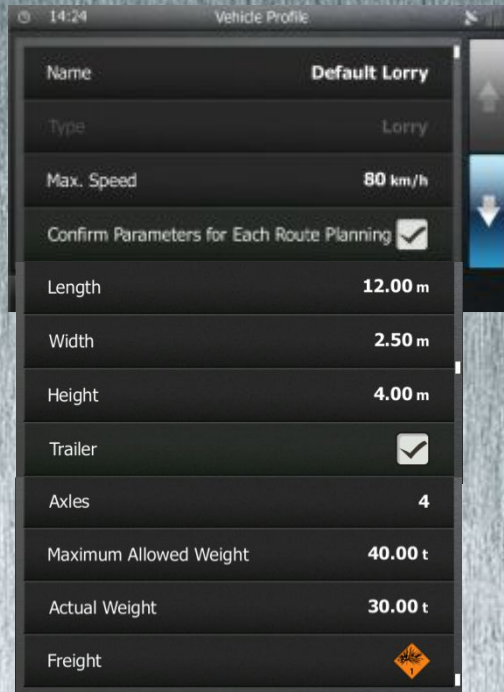 14:24 Vehicle Profile
Name Default Lorry
Type Lorry
Max. Speed 80 km/h
Confirm Parameters for Each Route Planning
Length 12.00 m
Width 2.50 m
Height 4.00 m
Trailer
Axles 4
Maximum Allowed Weight 40.00 t
Actual Weight 30.00 t
Freight 1